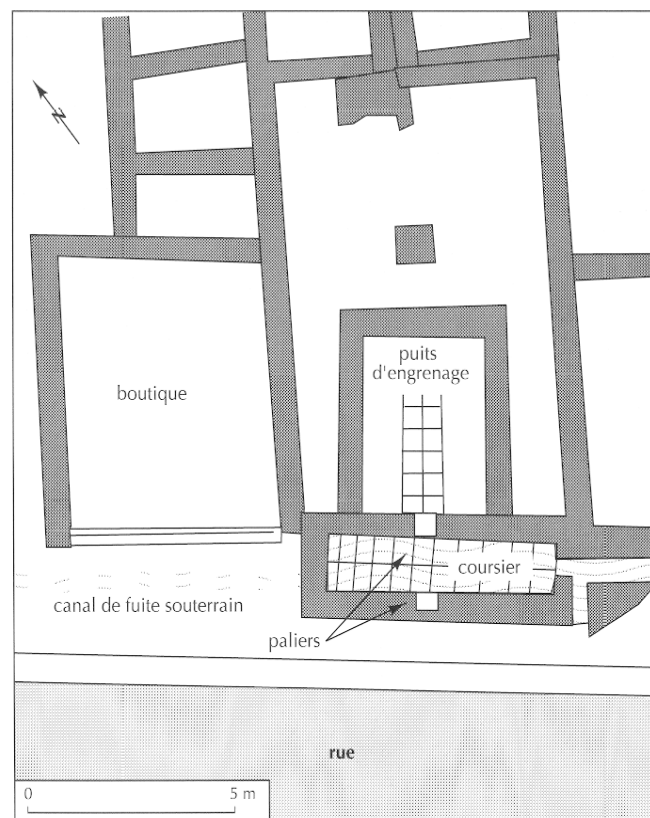 N
puits
d'engrenage
boutique
coursier
canal de fuite souterrain
paliers
rue
0 5 m